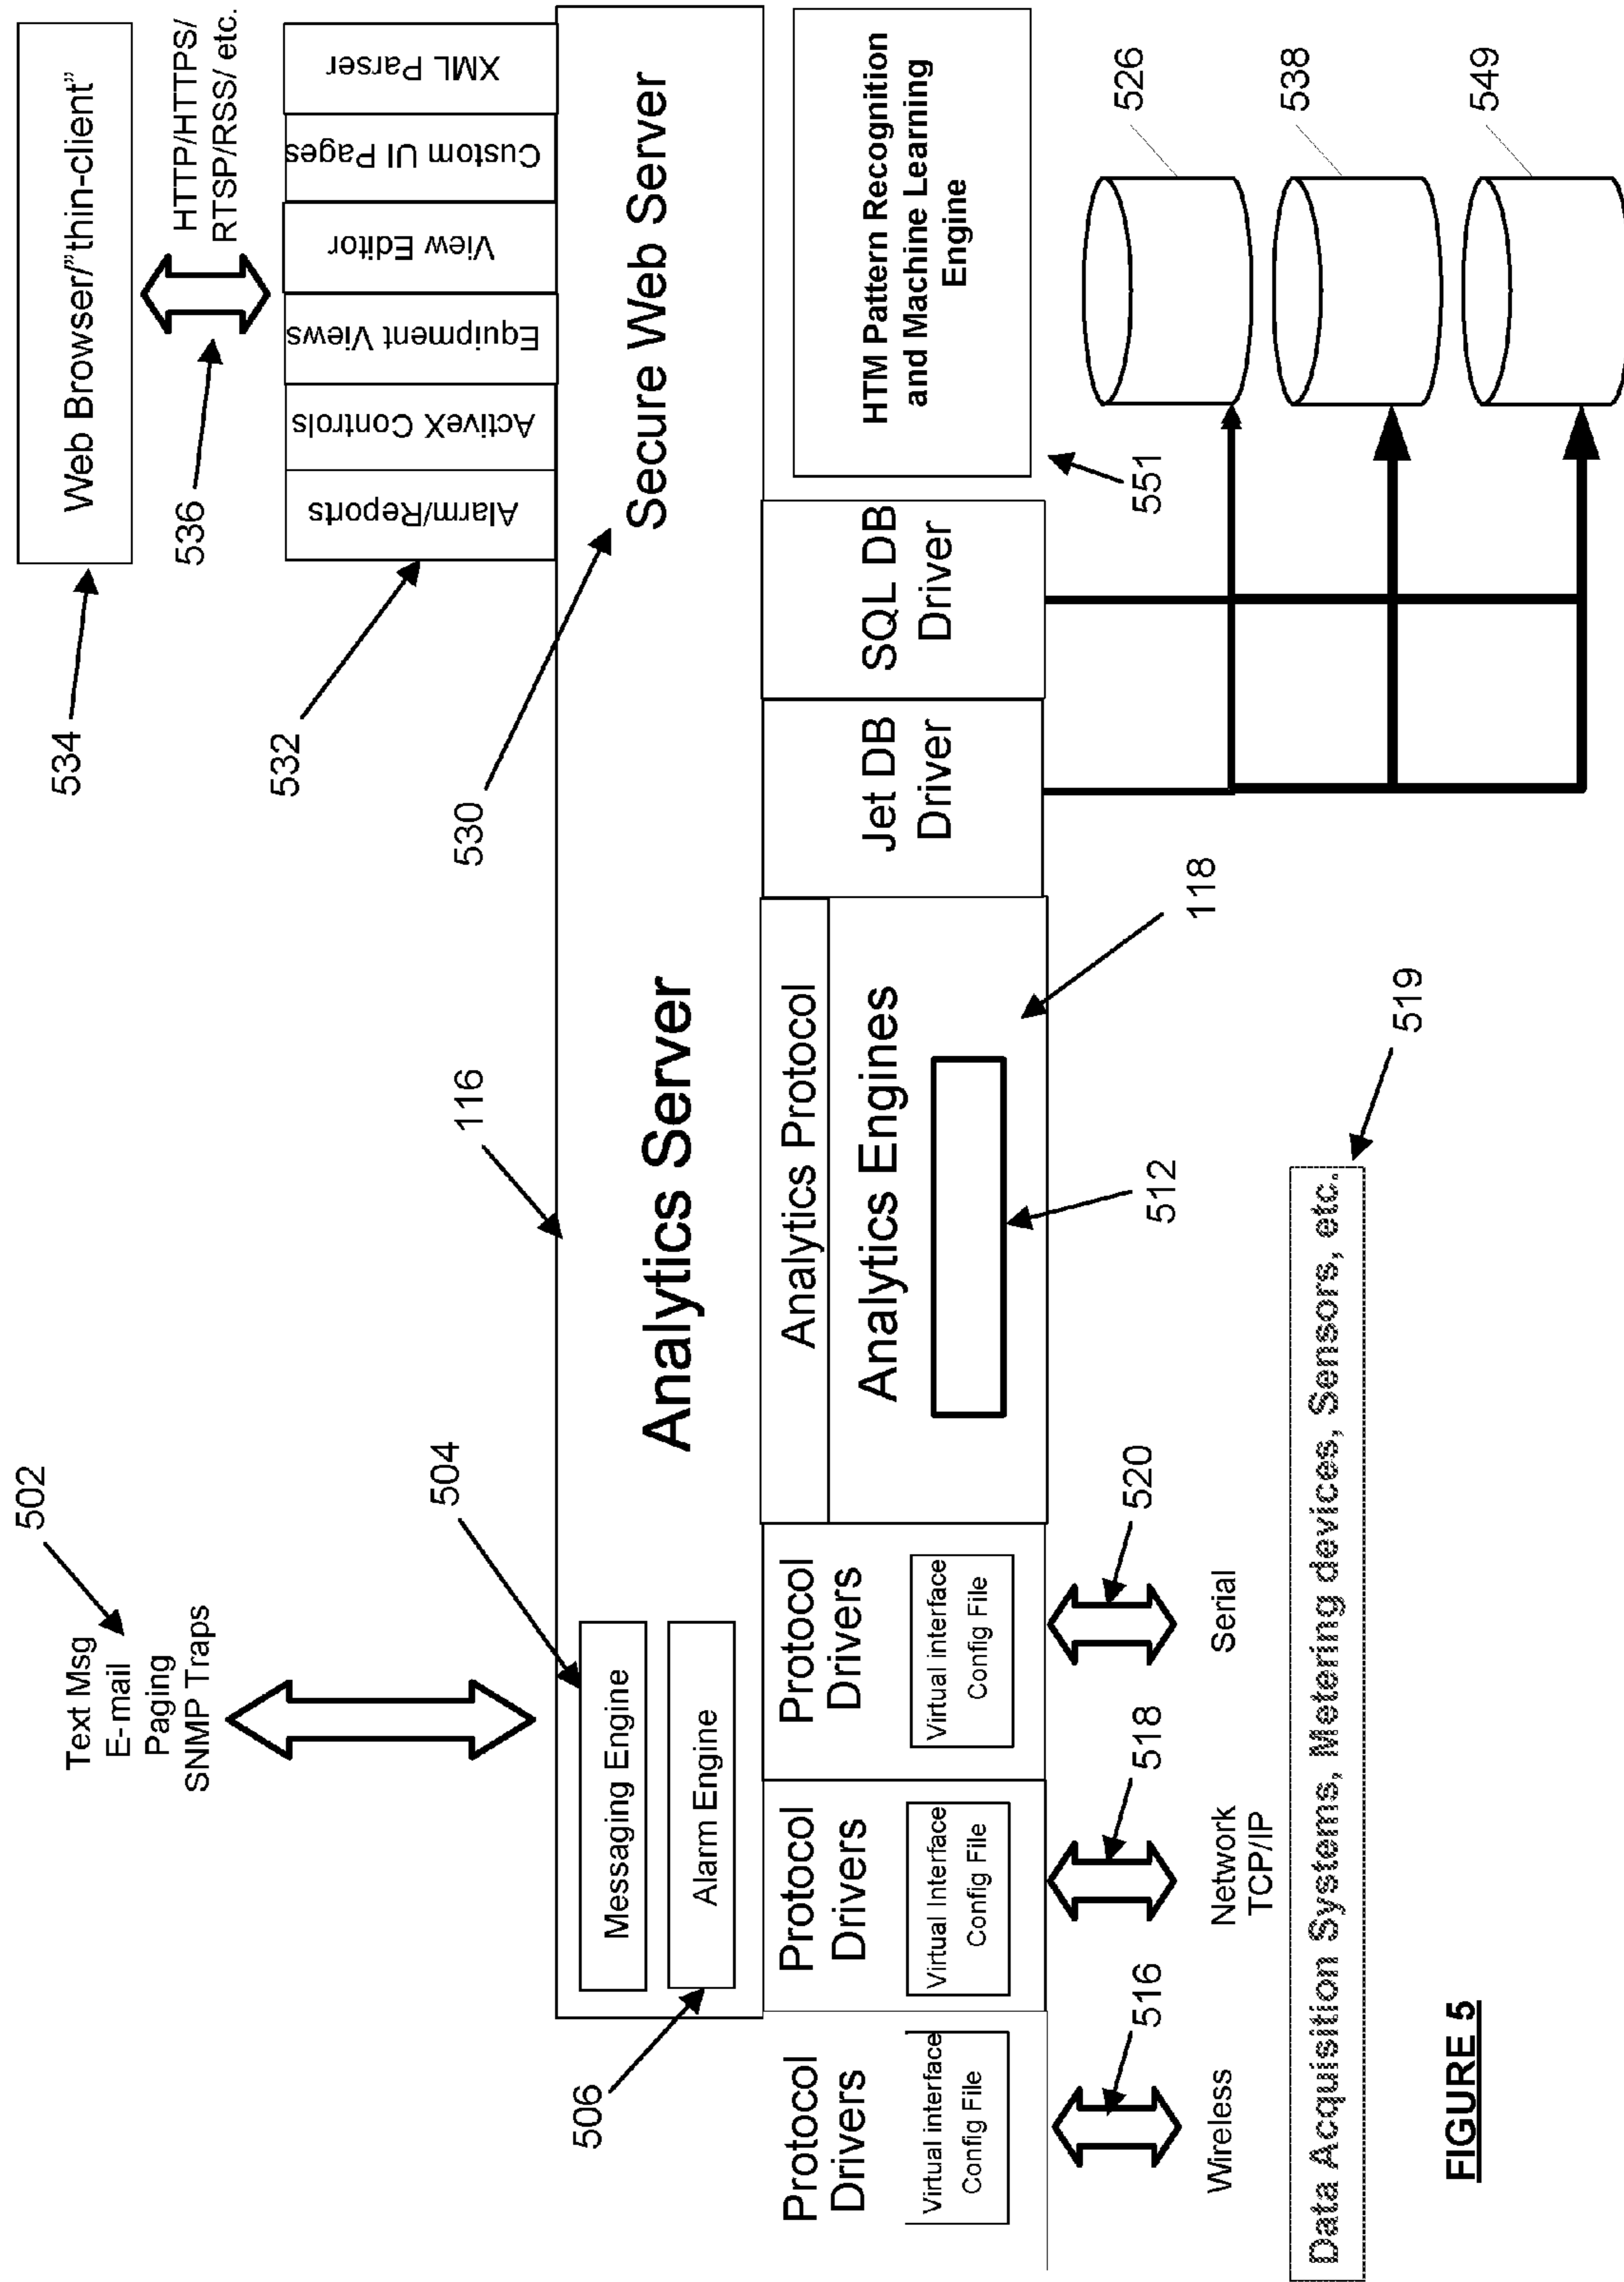 502
Text Msg
E-mail
Paging
SNMP Traps
534
Web Browser/"thin-client"
536
HTTP/HTTPS/
RTSP/RSS/ etc.
532
Alarm/Reports
ActiveX Controls
Equipment Views
View Editor
Custom UI Pages
XML Parser
504
116
530
Messaging Engine
Alarm Engine
506
Analytics Server
Secure Web Server
Protocol
Drivers
Virtual interface
Config File
Protocol
Drivers
Virtual Interface
Config File
Protocol
Drivers
Virtual interface
Config File
Analytics Protocol
Analytics Engines
Jet DB
Driver
SQL DB
Driver
HTM Pattern Recognition
and Machine Learning
Engine
516
518
520
512
118
551
526
538
549
Wireless
Network
TCP/IP
Serial
Data Acquisition Systems, Metering devices, Sensors, etc.
519
FIGURE 5